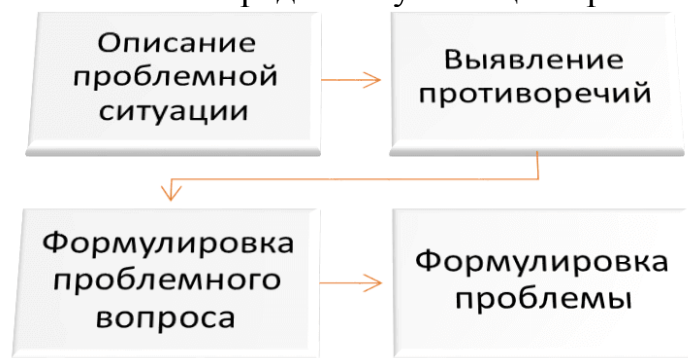 Описание
проблемной
ситуации
Выявление
противоречий
Формулировка
проблемного
вопроса
Формулировка
проблемы